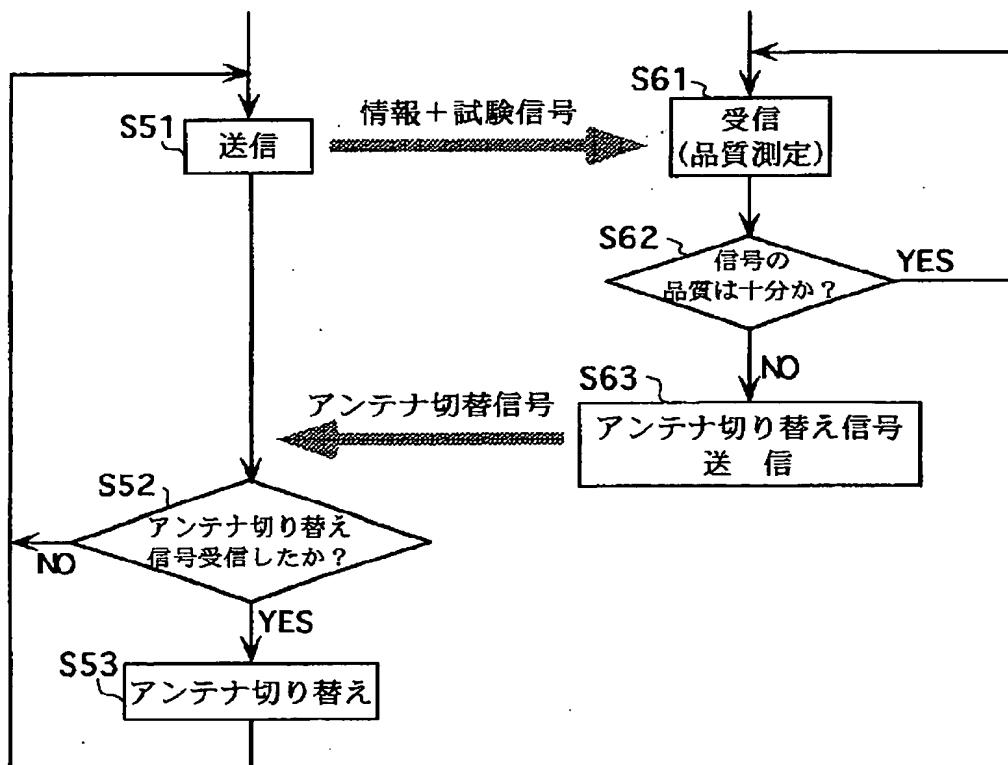 S51
送信
情報＋試験信号
S61
受信
(品質測定)
S62
信号の
品質は十分か？
YES
NO
S63
アンテナ切り替え信号
送　信
アンテナ切替信号
S52
アンテナ切り替え
信号受信したか？
NO
YES
S53
アンテナ切り替え